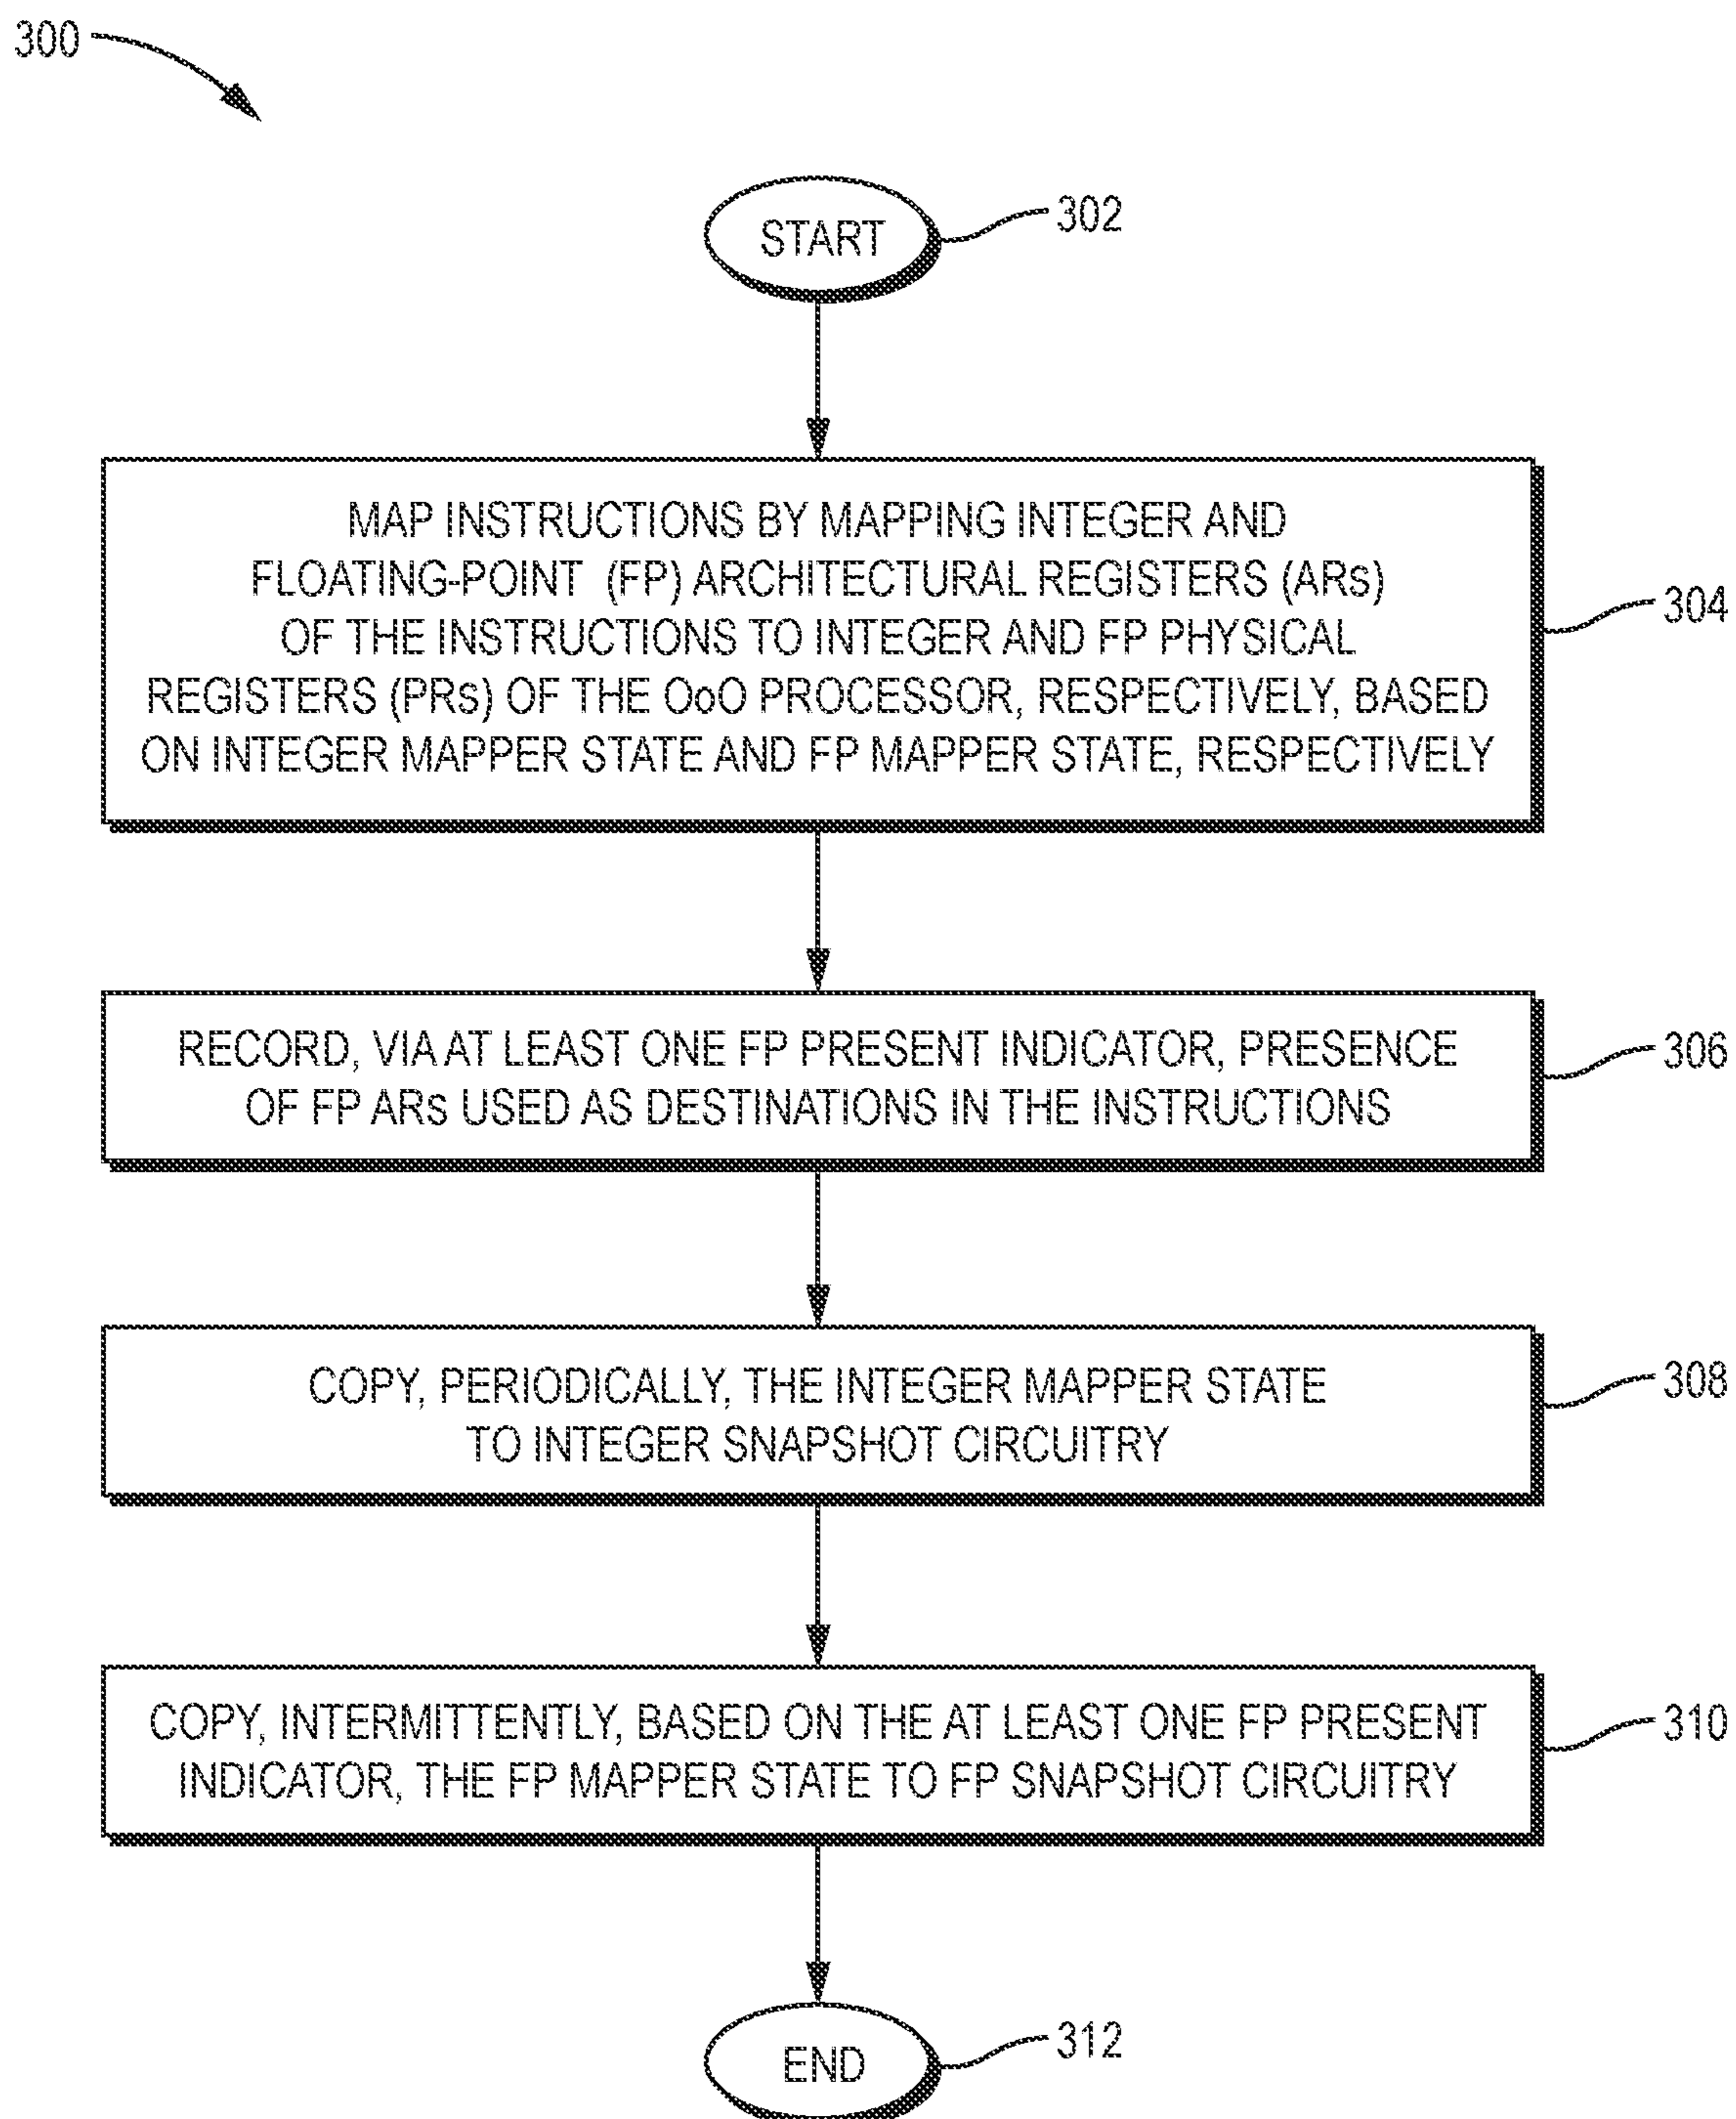 300
START
302
MAP INSTRUCTIONS BY MAPPING INTEGER AND
FLOATING-POINT (FP) ARCHITECTURAL REGISTERS (ARs)
OF THE INSTRUCTIONS TO INTEGER AND FP PHYSICAL
REGISTERS (PRs) OF THE OoO PROCESSOR, RESPECTIVELY, BASED
ON INTEGER MAPPER STATE AND FP MAPPER STATE, RESPECTIVELY
304
RECORD, VIA AT LEAST ONE FP PRESENT INDICATOR, PRESENCE
OF FP ARs USED AS DESTINATIONS IN THE INSTRUCTIONS
306
COPY, PERIODICALLY, THE INTEGER MAPPER STATE
TO INTEGER SNAPSHOT CIRCUITRY
308
COPY, INTERMITTENTLY, BASED ON THE AT LEAST ONE FP PRESENT
INDICATOR, THE FP MAPPER STATE TO FP SNAPSHOT CIRCUITRY
310
END
312